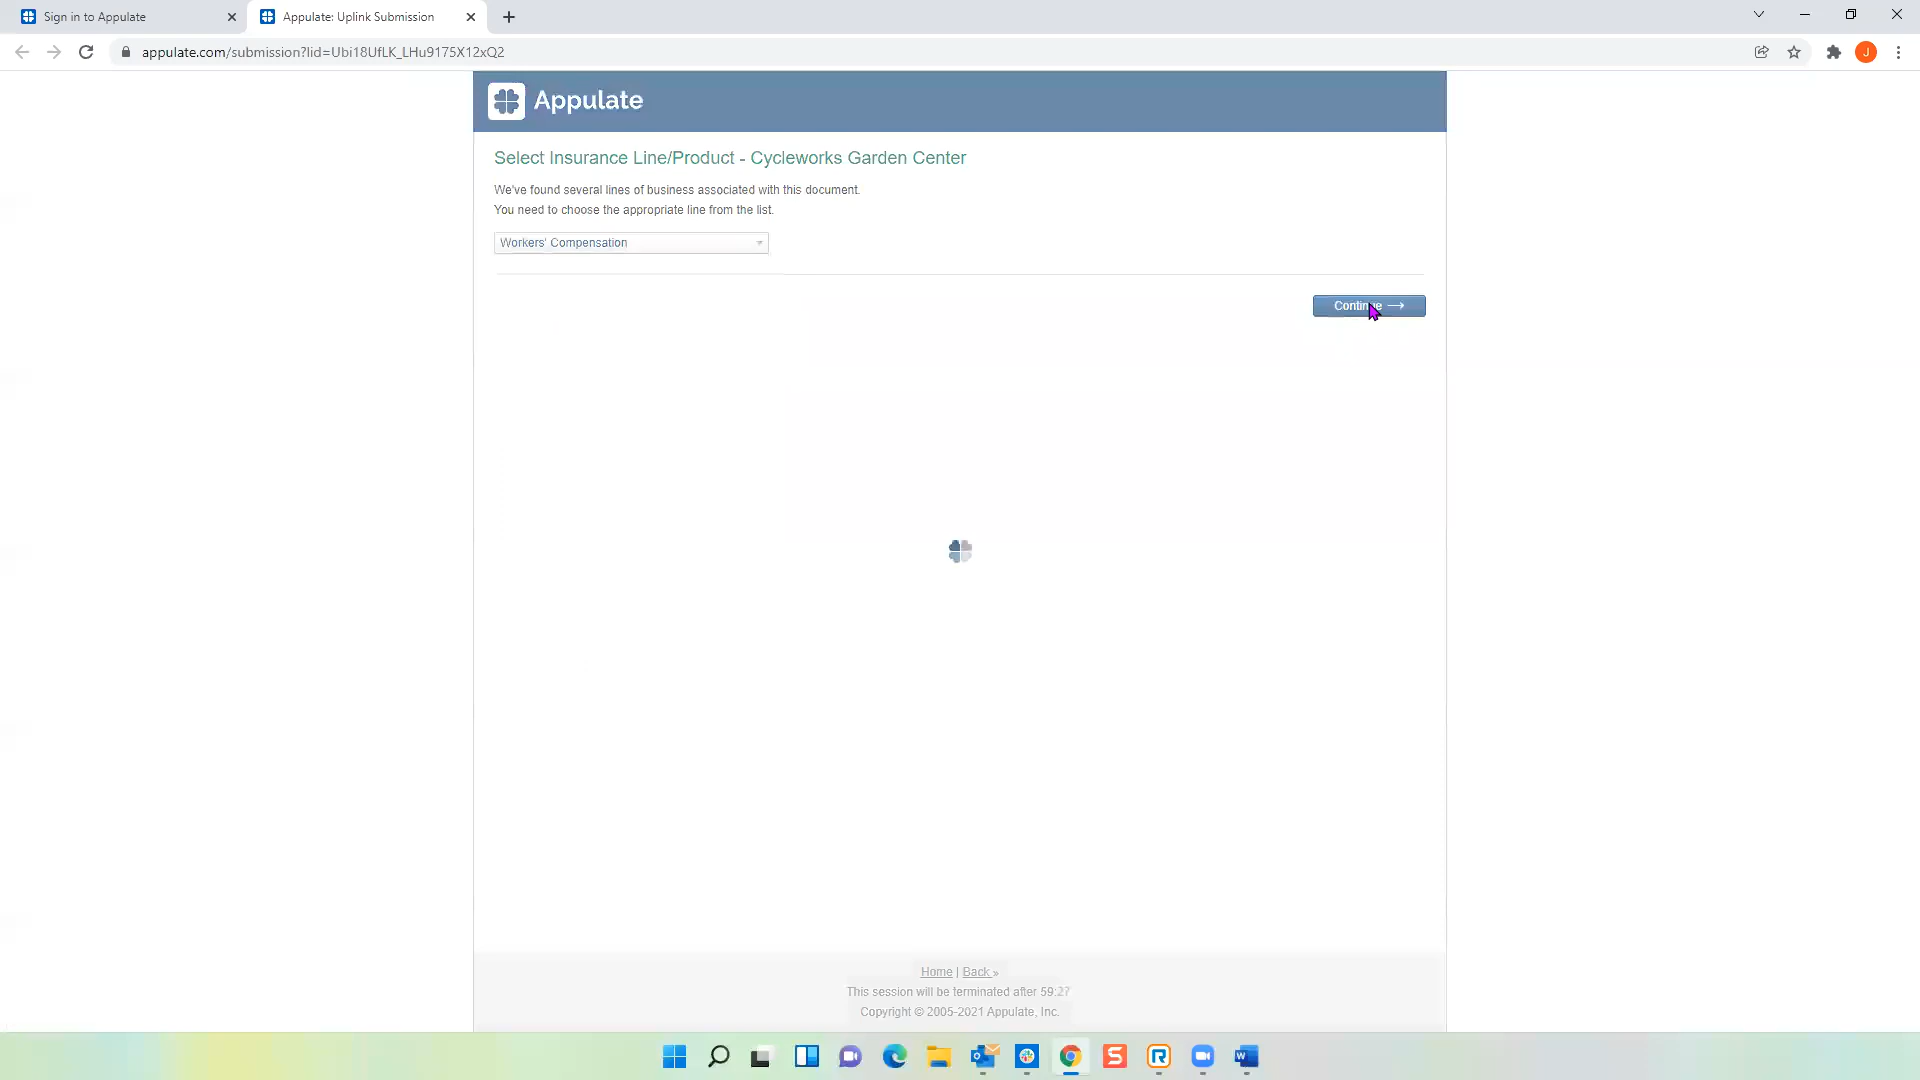 Sign in to Appulate
Appulate: Uplink Submission
appulate.com/submission?lid=Ubi18UfLK_LHu9175X12xQ2
J
Appulate
Select Insurance Line/Product - Cycleworks Garden Center
We've found several lines of business associated with this document.
You need to choose the appropriate line from the list.
Workers' Compensation
Continue →
Home | Back »
This session will be terminated after 59:27
Copyright © 2005-2021 Appulate, Inc.